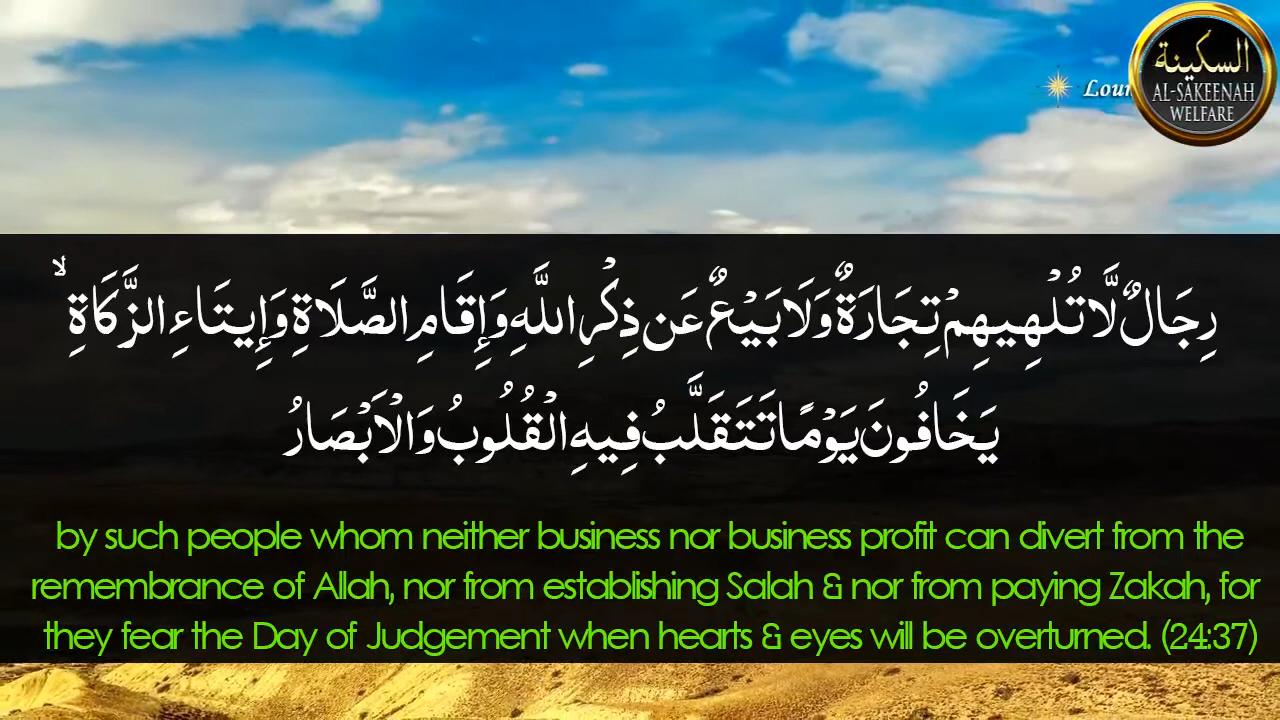 السكينة
AL-SAKEENAH
WELFARE
رِجَالٌ لَّا تُلْهِيهِمْ تِجَارَةٌ وَلَا بَيْعٌ عَن ذِكْرِ اللَّهِ وَإِقَامِ الصَّلَاةِ وَإِيتَاءِ الزَّكَاةِ ۙ
يَخَافُونَ يَوْمًا تَتَقَلَّبُ فِيهِ الْقُلُوبُ وَالْأَبْصَارُ
by such people whom neither business nor business profit can divert from the
remembrance of Allah, nor from establishing Salah & nor from paying Zakah, for
they fear the Day of Judgement when hearts & eyes will be overturned. (24:37)